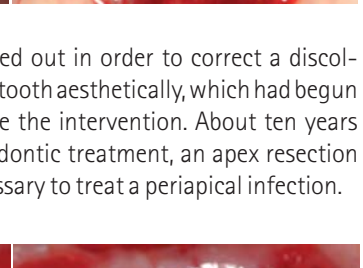 ed out in order to correct a discol-
tooth aesthetically, which had begun
e the intervention. About ten years
dontic treatment, an apex resection
ssary to treat a periapical infection.